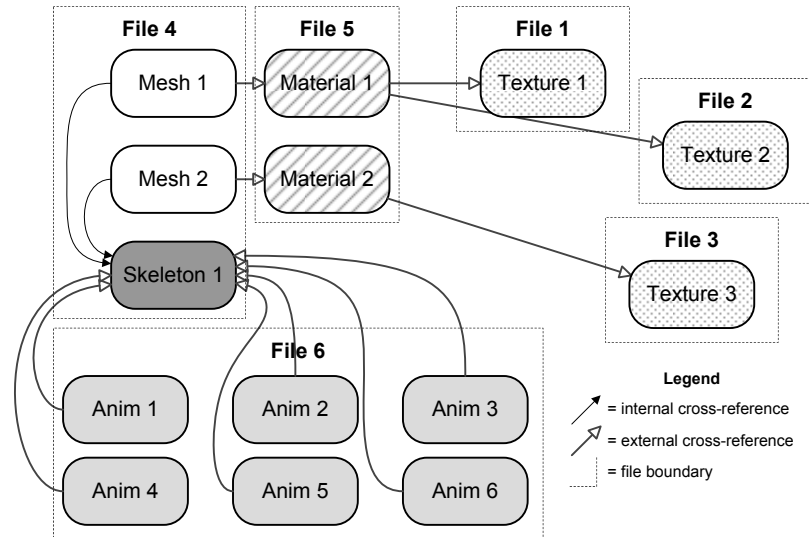 File 4
File 5
File 1
Mesh 1
Material 1
Texture 1
File 2
Texture 2
Mesh 2
Material 2
File 3
Skeleton 1
Texture 3
File 6
Anim 1
Anim 2
Anim 3
Anim 4
Anim 5
Anim 6
Legend
= internal cross-reference
= external cross-reference
= file boundary